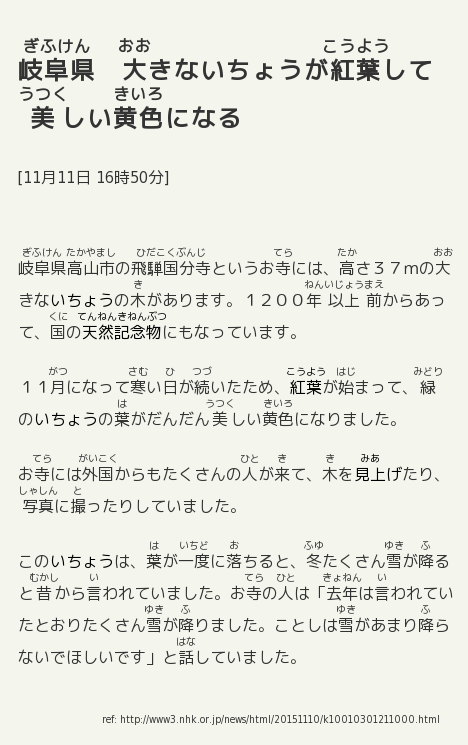 ぎふけん おお こうよう
岐阜県 大きないちょうが紅葉して
うつく きいろ
美しい黄色になる
[11月11日 16時50分]
ぎふけん たかやまし ひだこくぶんじ てら たか おお
岐阜県高山市の飛騨国分寺というお寺には、高さ３７ｍの大
き ねんいじょうまえ
きないちょうの木があります。１２００年以上前からあっ
くに てんねんきねんぶつ
て、国の天然記念物にもなっています。
がつ さむ ひ つづ こうよう はじ みどり
１１月になって寒い日が続いたため、紅葉が始まって、緑
は うつく きいろ
のいちょうの葉がだんだん美しい黄色になりました。
てら がいこく ひと き き みあ
お寺には外国からもたくさんの人が来て、木を見上げたり、
しゃしん と
写真に撮ったりしていました。
は いちど お ふゆ ゆき ふ
このいちょうは、葉が一度に落ちると、冬たくさん雪が降る
むかし い てら ひと きょねん い
と昔から言われていました。お寺の人は「去年は言われてい
ゆき ふ ゆき ふ
たとおりたくさん雪が降りました。ことしは雪があまり降ら
はな
ないでほしいです」と話していました。
ref: http://www3.nhk.or.jp/news/html/20151110/k10010301211000.html